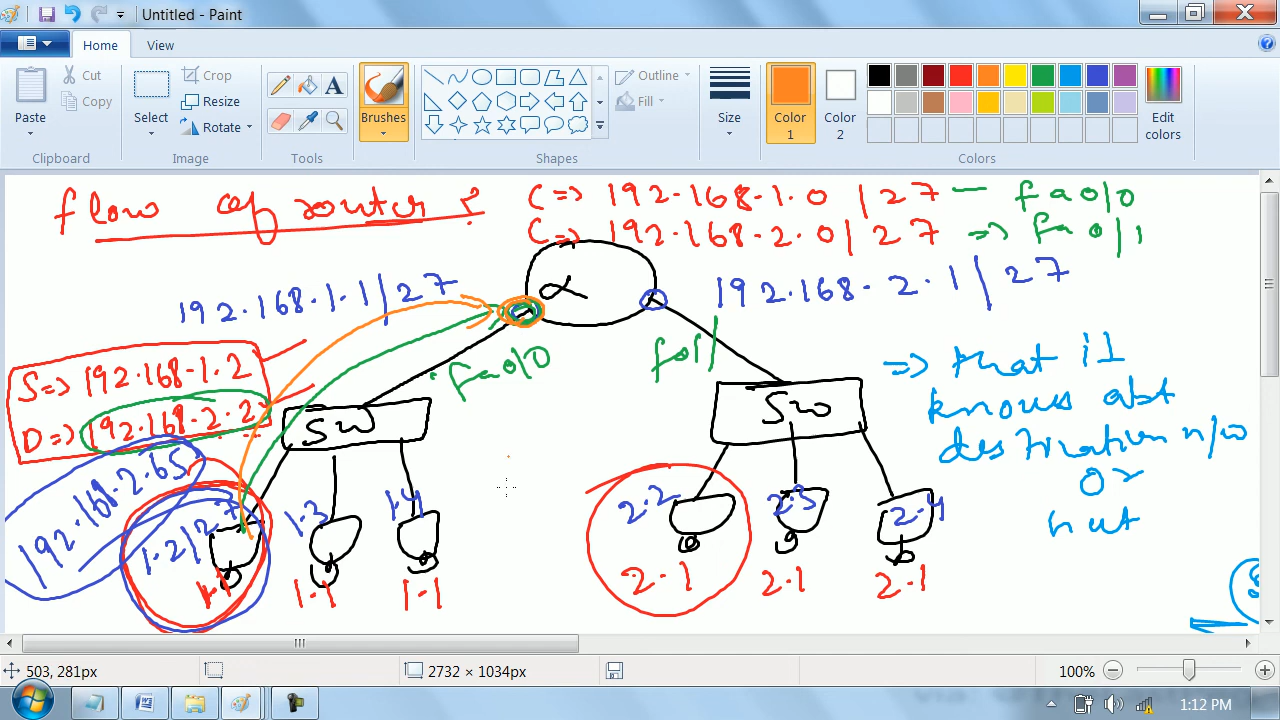 Untitled - Paint
Home
View
Paste
Cut
Copy
Clipboard
Select
Crop
Resize
Rotate
Image
Tools
Brushes
Outline
Fill
Shapes
Size
Color 1
Color 2
Edit colors
Colors
flow of router :
C => 192.168.1.0 | 27 — fa0|0
C => 192.168.2.0 | 27 => fa0|1
192.168.1.1 | 27
192.168.2.1 | 27
fa0|0
S => 192.168.1.2
D => 192.168.2.2
192.168.2.65
SW
SW
=> that it
knows abt
destination n/w
or
not
1.2|27
1.3
1.4
2.2
2.3
2.4
1.1
1.1
1.1
2.1
2.1
2.1
503, 281px
2732 × 1034px
100%
1:12 PM